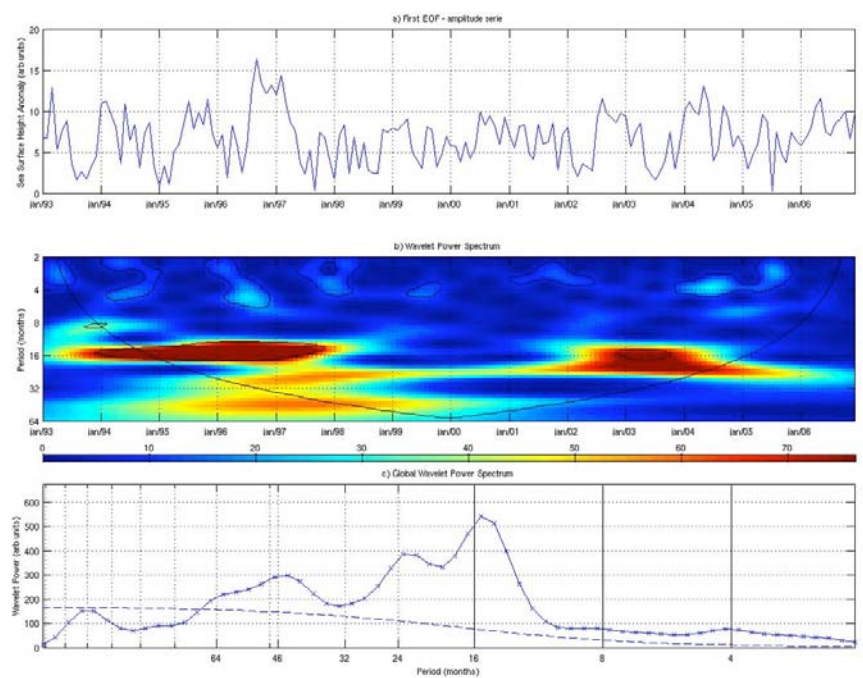 a) First EOF - amplitude serie
Sea Surface Height Anomaly (arb-units)
20
15
10
5
0
jan/93 jan/94 jan/95 jan/96 jan/97 jan/98 jan/99 jan/00 jan/01 jan/02 jan/03 jan/04 jan/05 jan/06
b) Wavelet Power Spectrum
Period (months)
2
4
8
16
32
64
jan/93 jan/94 jan/95 jan/96 jan/97 jan/98 jan/99 jan/00 jan/01 jan/02 jan/03 jan/04 jan/05 jan/06
0 10 20 30 40 50 60 70
c) Global Wavelet Power Spectrum
Wavelet Power (arb-units)
600
500
400
300
200
100
0
64 46 32 24 16 8 4
Period (months)